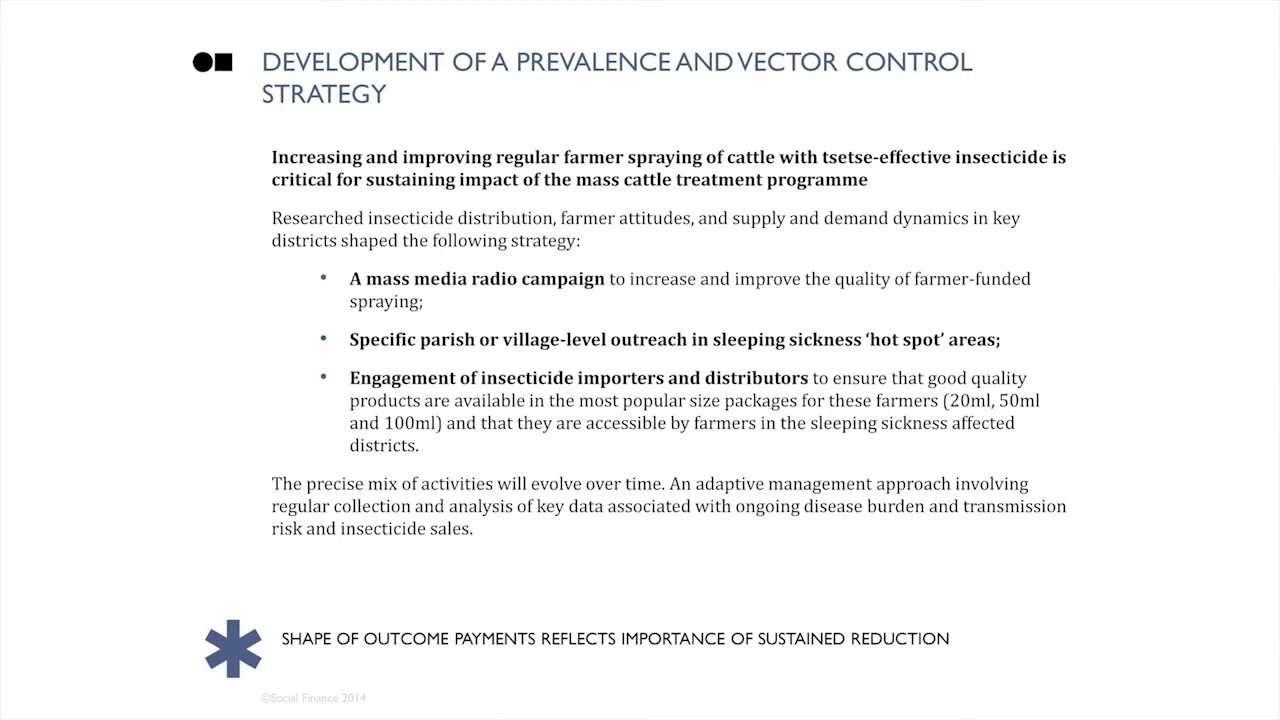 DEVELOPMENT OF A PREVALENCE AND VECTOR CONTROL
STRATEGY
Increasing and improving regular farmer spraying of cattle with tsetse-effective insecticide is
critical for sustaining impact of the mass cattle treatment programme
Researched insecticide distribution, farmer attitudes, and supply and demand dynamics in key
districts shaped the following strategy:
• A mass media radio campaign to increase and improve the quality of farmer-funded
spraying;
• Specific parish or village-level outreach in sleeping sickness ‘hot spot’ areas;
• Engagement of insecticide importers and distributors to ensure that good quality
products are available in the most popular size packages for these farmers (20ml, 50ml
and 100ml) and that they are accessible by farmers in the sleeping sickness affected
districts.
The precise mix of activities will evolve over time. An adaptive management approach involving
regular collection and analysis of key data associated with ongoing disease burden and transmission
risk and insecticide sales.
SHAPE OF OUTCOME PAYMENTS REFLECTS IMPORTANCE OF SUSTAINED REDUCTION
©Social Finance 2014